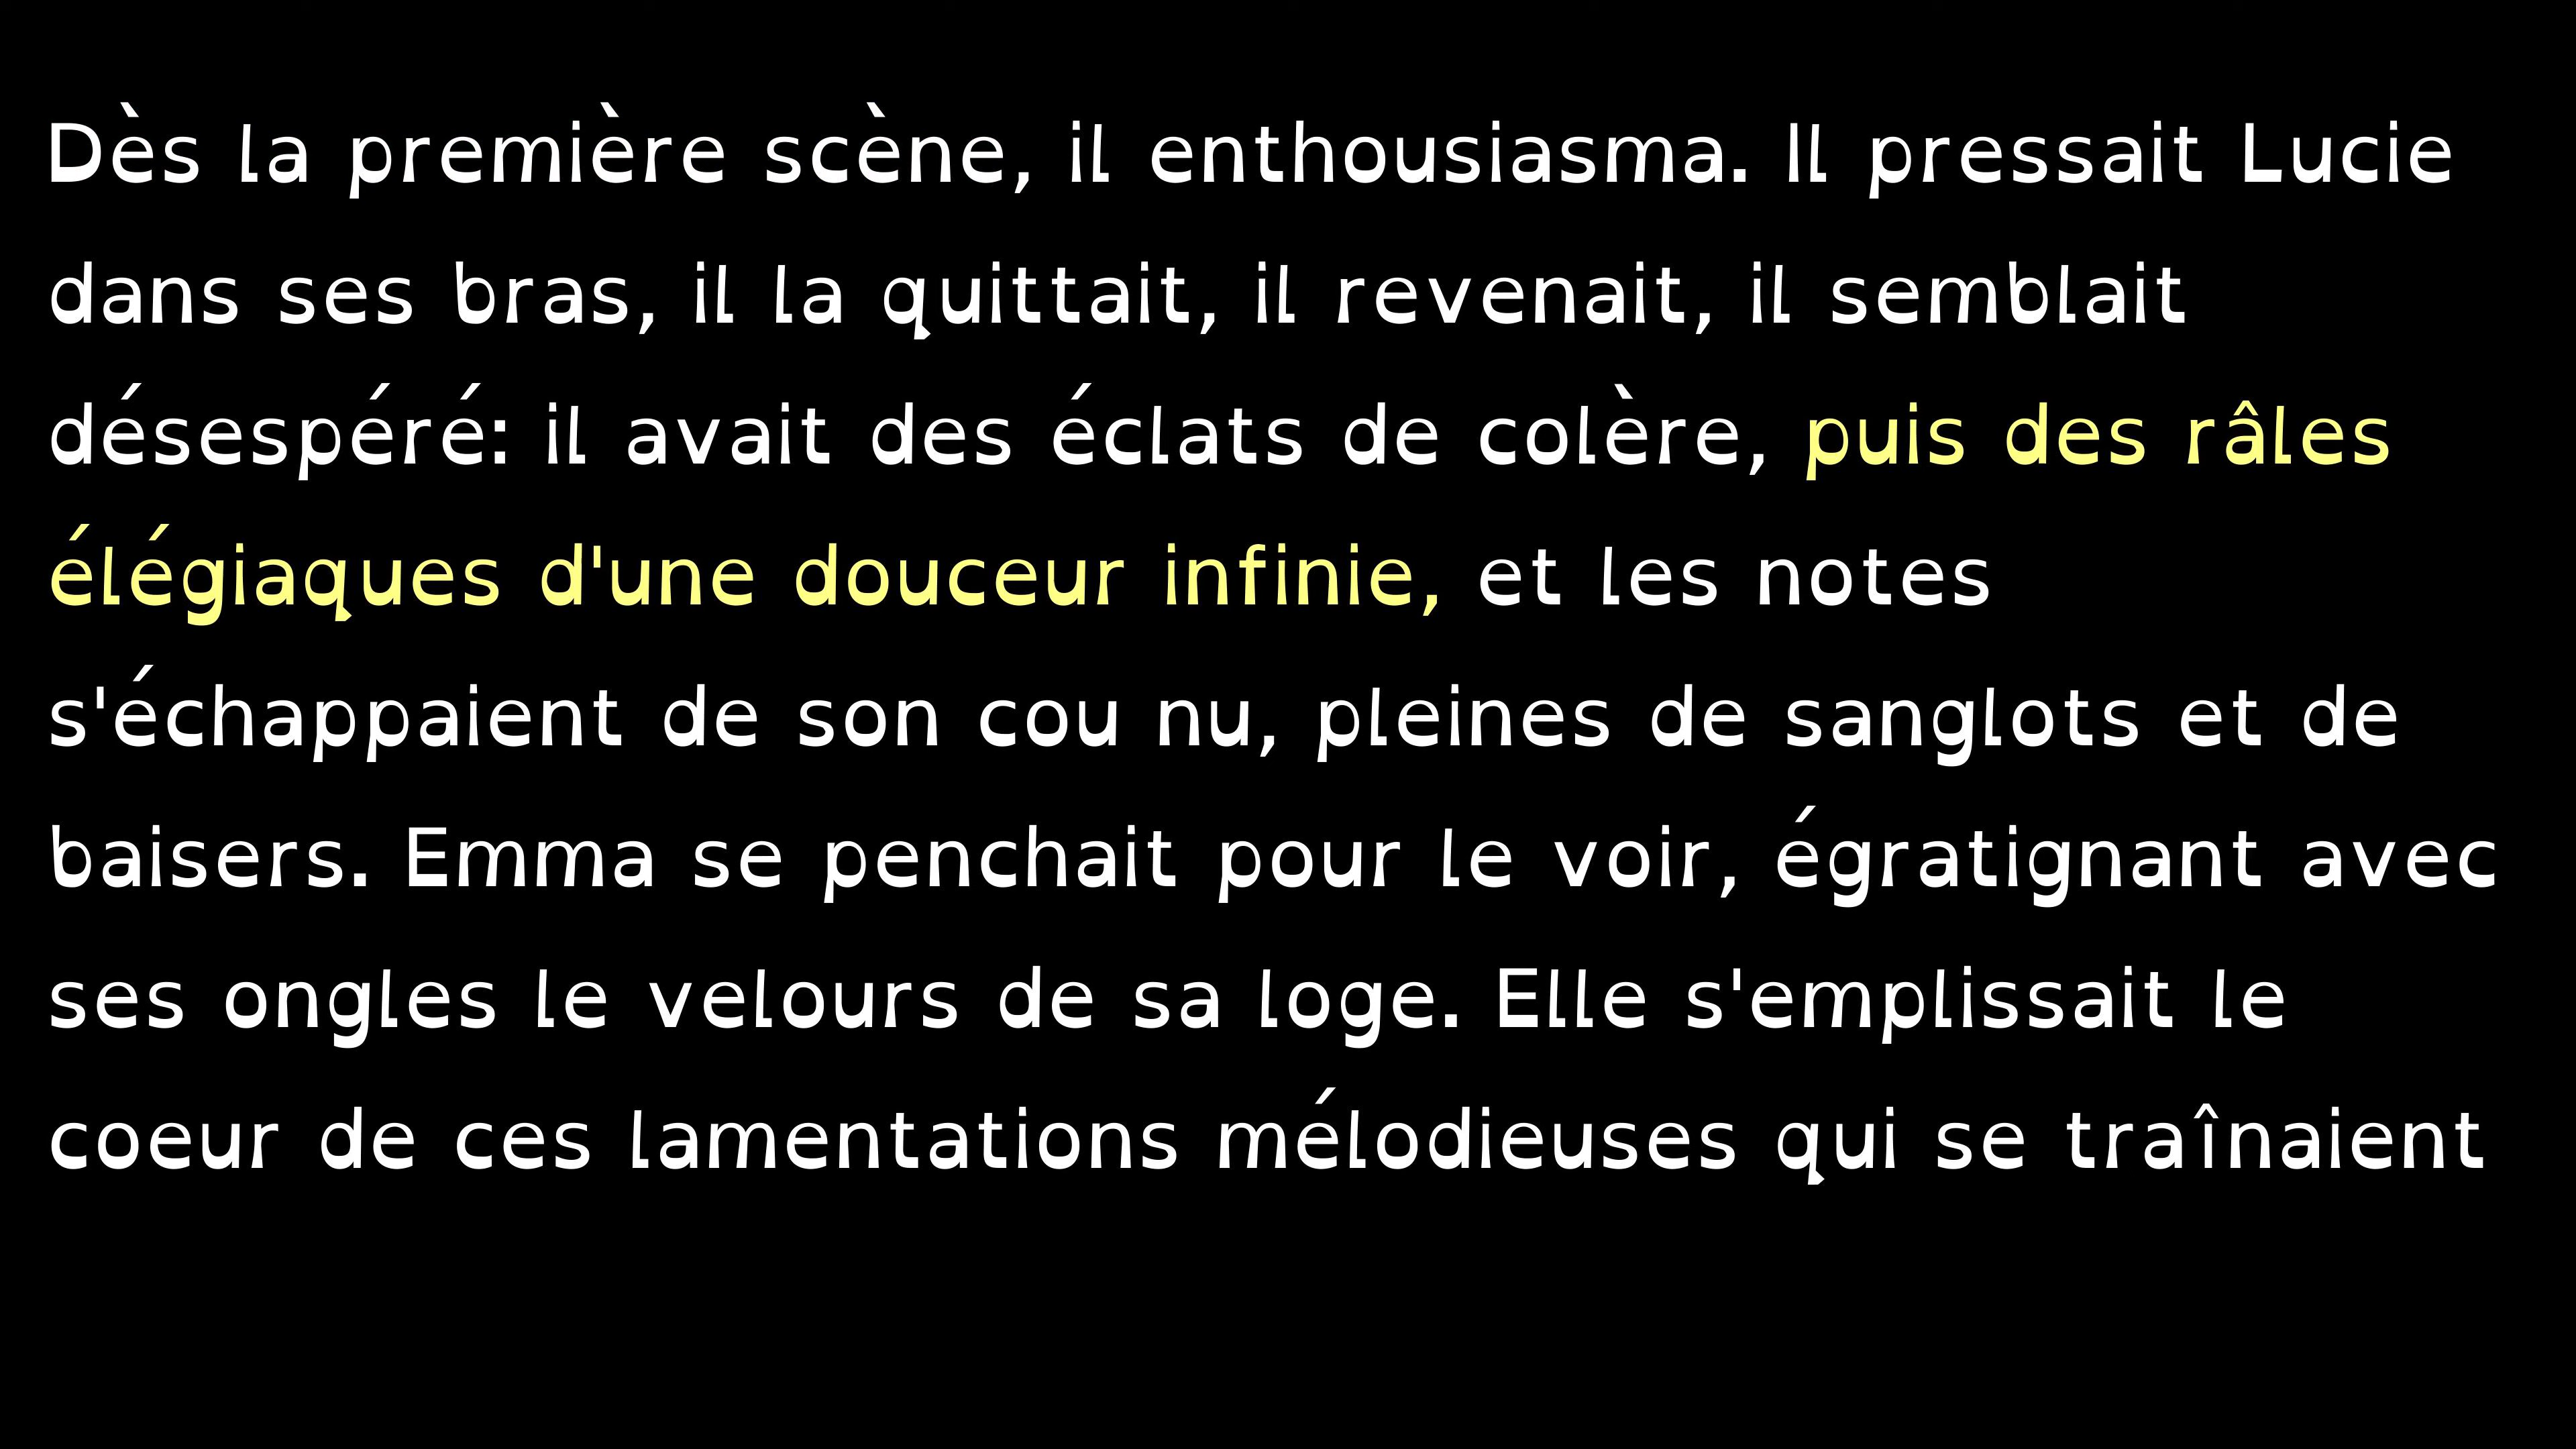 Dès la première scène, il enthousiasma. Il pressait Lucie
dans ses bras, il la quittait, il revenait, il semblait
désespéré: il avait des éclats de colère, puis des râles
élégiaques d'une douceur infinie, et les notes
s'échappaient de son cou nu, pleines de sanglots et de
baisers. Emma se penchait pour le voir, égratignant avec
ses ongles le velours de sa loge. Elle s'emplissait le
coeur de ces lamentations mélodieuses qui se traînaient